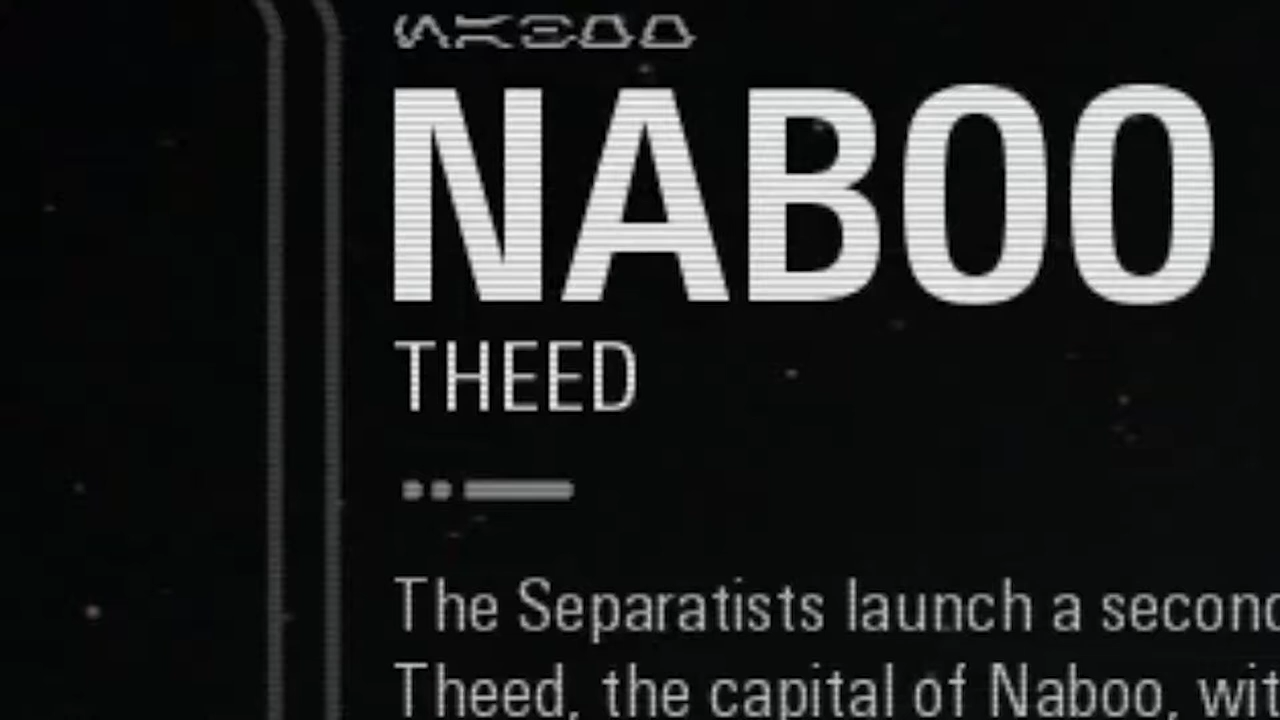 NABOO
THEED
The Separatists launch a
Theed, the capital of Naboo,